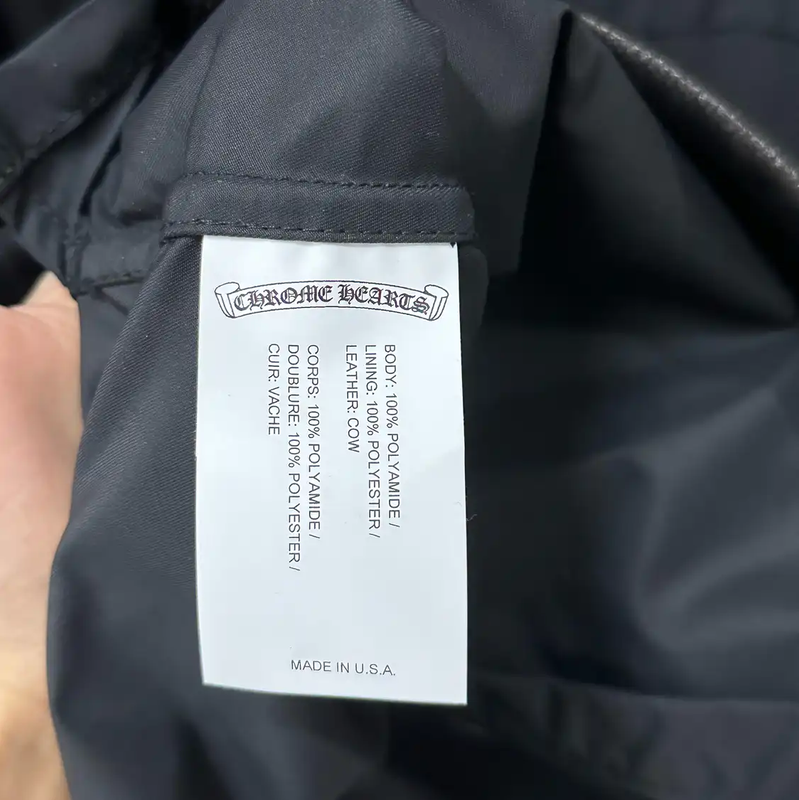 CHROME HEARTS
BODY: 100% POLYAMIDE /
LINING: 100% POLYESTER /
LEATHER: COW
CORPS: 100% POLYAMIDE /
DOUBLURE: 100% POLYESTER /
CUIR: VACHE
MADE IN U.S.A.